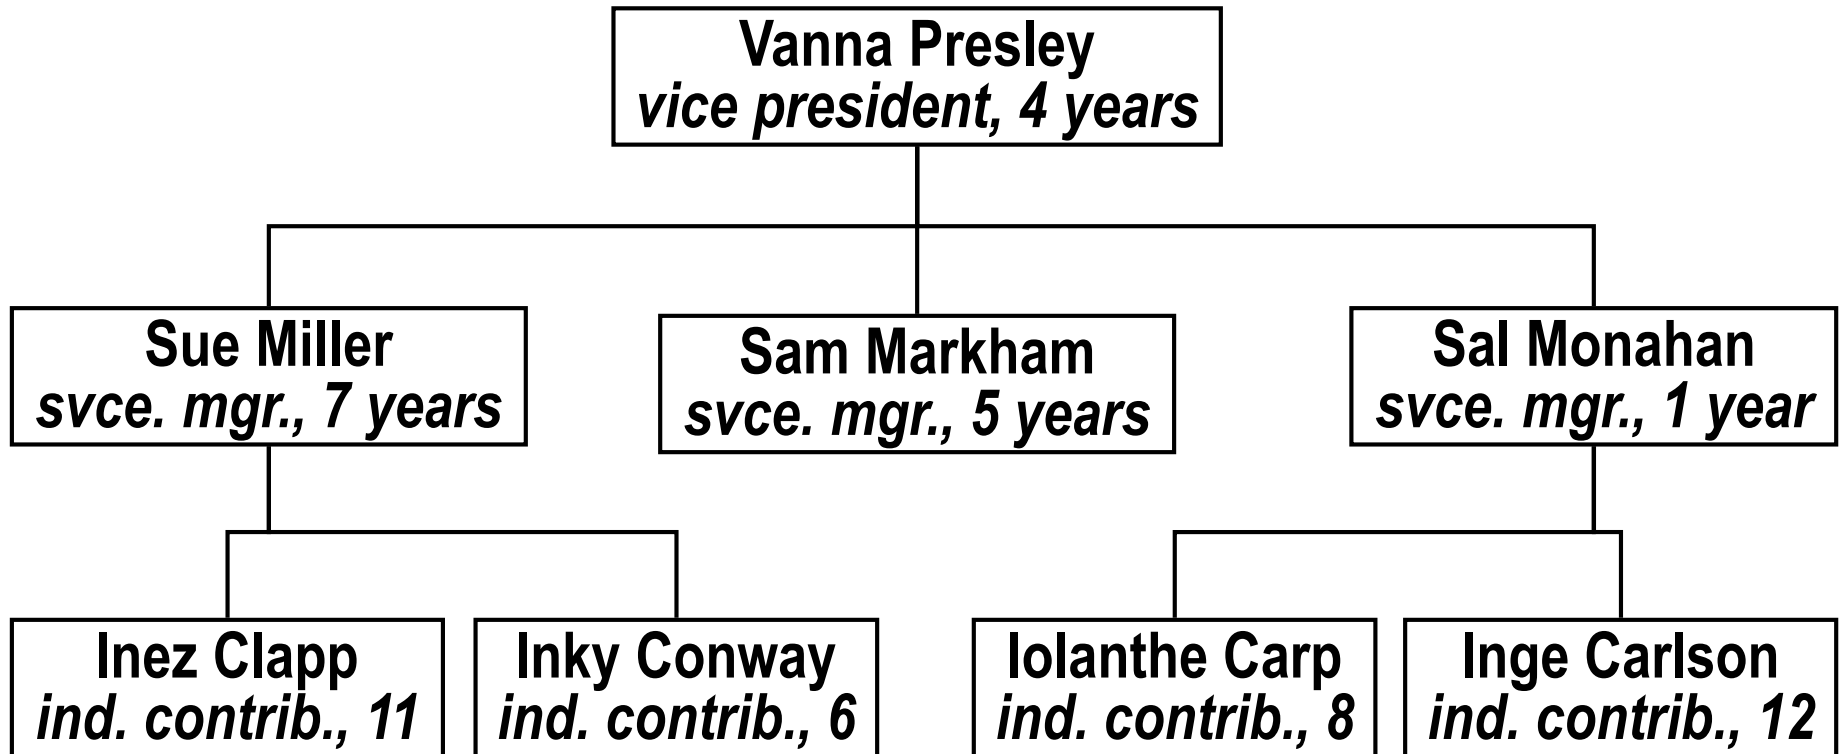 Vanna Presley
vice president, 4 years
Sue Miller
svce. mgr., 7 years
Sam Markham
svce. mgr., 5 years
Sal Monahan
svce. mgr., 1 year
Inez Clapp
ind. contrib., 11
Inky Conway
ind. contrib., 6
Iolanthe Carp
ind. contrib., 8
Inge Carlson
ind. contrib., 12